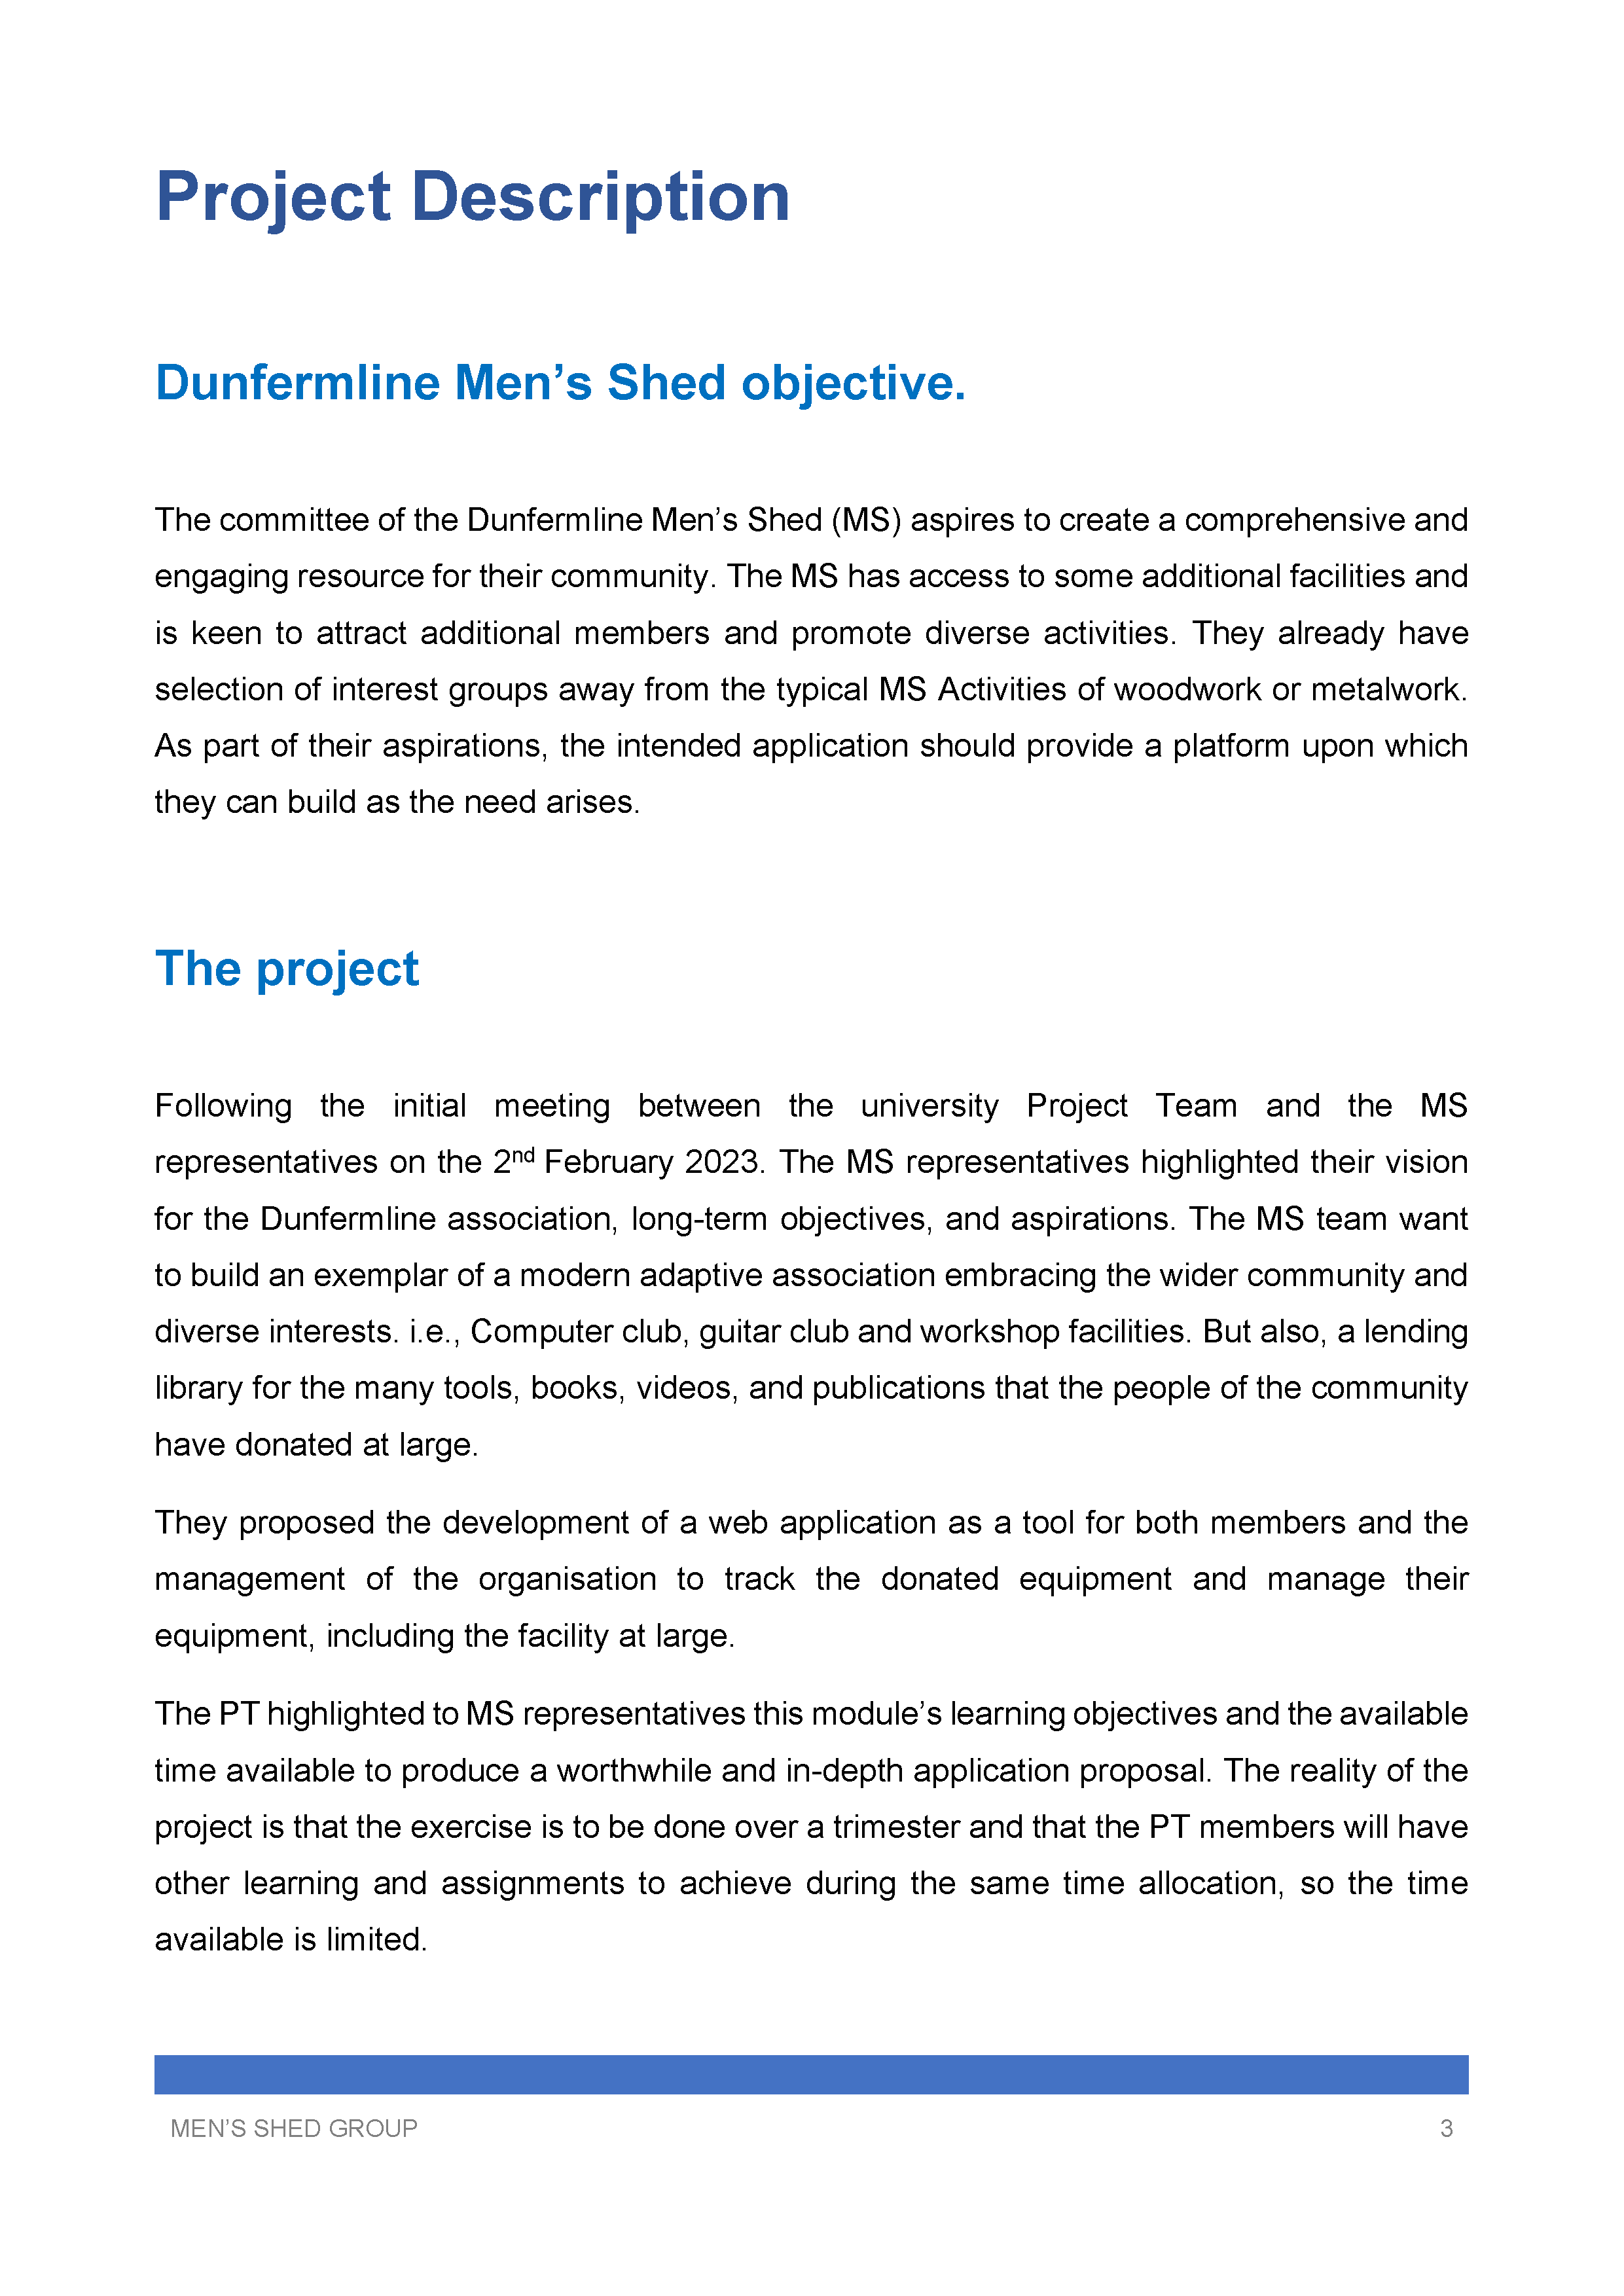 Project Description
Dunfermline Men’s Shed objective.
The committee of the Dunfermline Men’s Shed (MS) aspires to create a comprehensive and
engaging resource for their community. The MS has access to some additional facilities and
is keen to attract additional members and promote diverse activities. They already have
selection of interest groups away from the typical MS Activities of woodwork or metalwork.
As part of their aspirations, the intended application should provide a platform upon which
they can build as the need arises.
The project
Following the initial meeting between the university Project Team and the MS
representatives on the 2nd February 2023. The MS representatives highlighted their vision
for the Dunfermline association, long-term objectives, and aspirations. The MS team want
to build an exemplar of a modern adaptive association embracing the wider community and
diverse interests. i.e., Computer club, guitar club and workshop facilities. But also, a lending
library for the many tools, books, videos, and publications that the people of the community
have donated at large.
They proposed the development of a web application as a tool for both members and the
management of the organisation to track the donated equipment and manage their
equipment, including the facility at large.
The PT highlighted to MS representatives this module’s learning objectives and the available
time available to produce a worthwhile and in-depth application proposal. The reality of the
project is that the exercise is to be done over a trimester and that the PT members will have
other learning and assignments to achieve during the same time allocation, so the time
available is limited.
MEN’S SHED GROUP 3